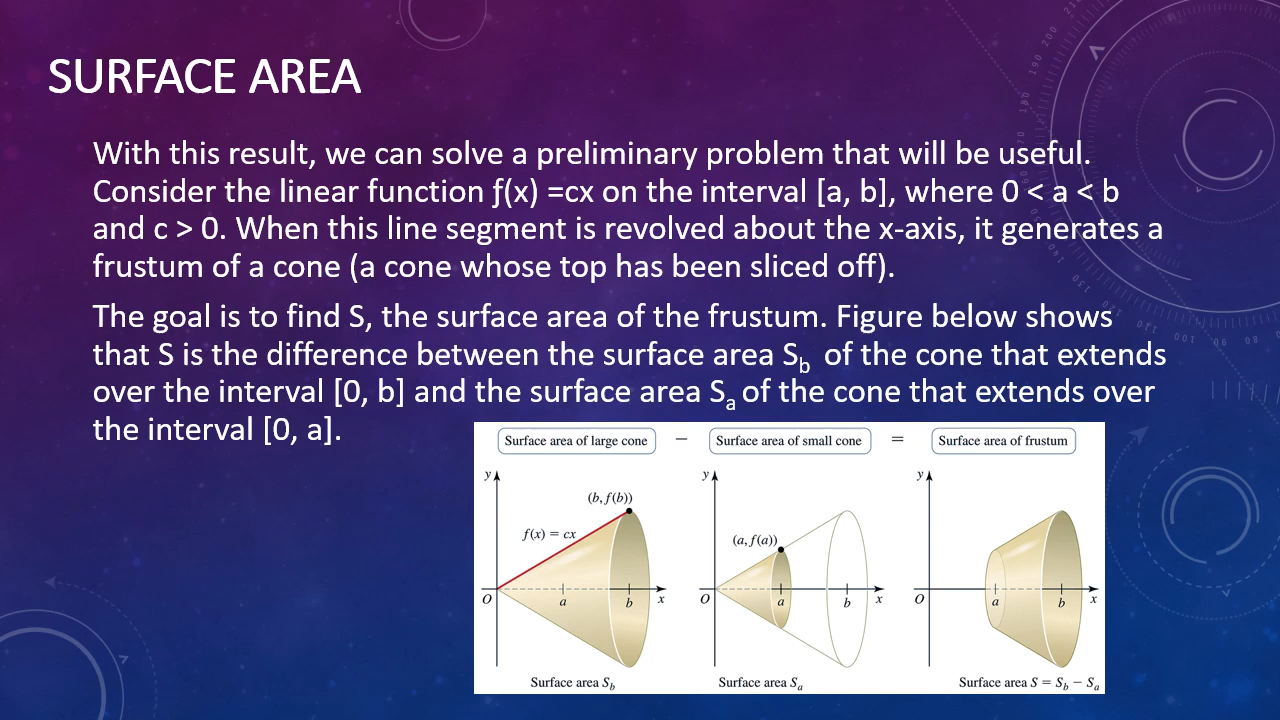 SURFACE AREA
With this result, we can solve a preliminary problem that will be useful.
Consider the linear function ƒ(x) =cx on the interval [a, b], where 0 < a < b
and c > 0. When this line segment is revolved about the x-axis, it generates a
frustum of a cone (a cone whose top has been sliced off).
The goal is to find S, the surface area of the frustum. Figure below shows
that S is the difference between the surface area S_b of the cone that extends
over the interval [0, b] and the surface area S_a of the cone that extends over
the interval [0, a].
Surface area of large cone − Surface area of small cone = Surface area of frustum
y y y
(b, f(b))
f(x) = cx
(a, f(a))
O a b x O a b x O a b x
Surface area S_b Surface area S_a Surface area S = S_b − S_a